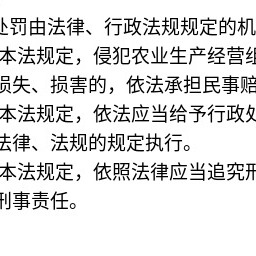 处罚由法律、行政法规规定的机
本法规定，侵犯农业生产经营组
损失、损害的，依法承担民事赔
本法规定，依法应当给予行政处
法律、法规的规定执行。
本法规定，依照法律应当追究刑
刑事责任。